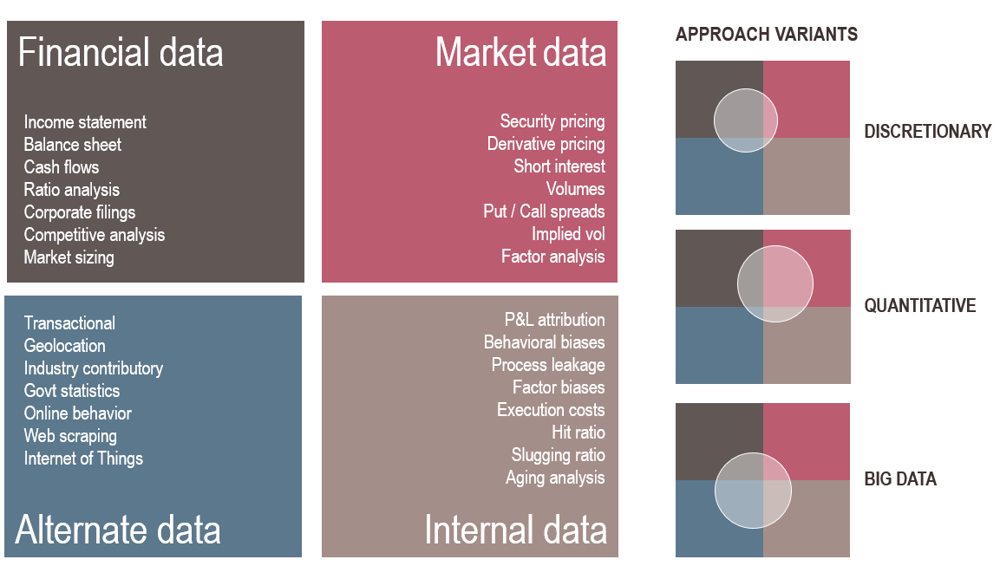 Financial data
Income statement
Balance sheet
Cash flows
Ratio analysis
Corporate filings
Competitive analysis
Market sizing
Market data
Security pricing
Derivative pricing
Short interest
Volumes
Put / Call spreads
Implied vol
Factor analysis
Transactional
Geolocation
Industry contributory
Govt statistics
Online behavior
Web scraping
Internet of Things
Alternate data
P&L attribution
Behavioral biases
Process leakage
Factor biases
Execution costs
Hit ratio
Slugging ratio
Aging analysis
Internal data
APPROACH VARIANTS
DISCRETIONARY
QUANTITATIVE
BIG DATA